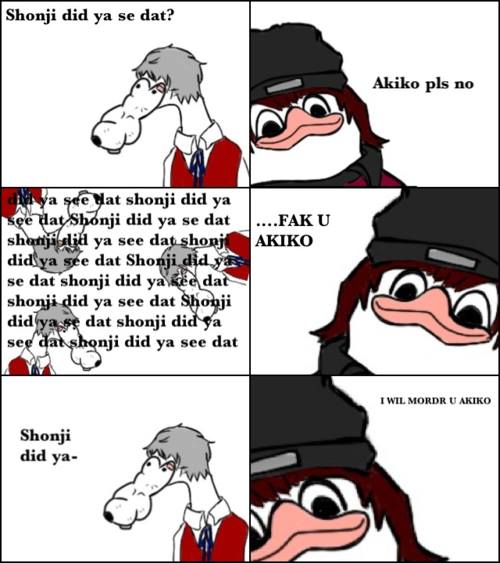 Shonji did ya se dat?
Akiko pls no
did ya see dat shonji did ya
see dat Shonji did ya se dat
shonji did ya see dat shonji
did ya see dat Shonji did ya
se dat shonji did ya see dat
shonji did ya see dat Shonji
did ya se dat shonji did ya
see dat shonji did ya see dat
....FAK U
AKIKO
Shonji
did ya-
I WIL MORDR U AKIKO